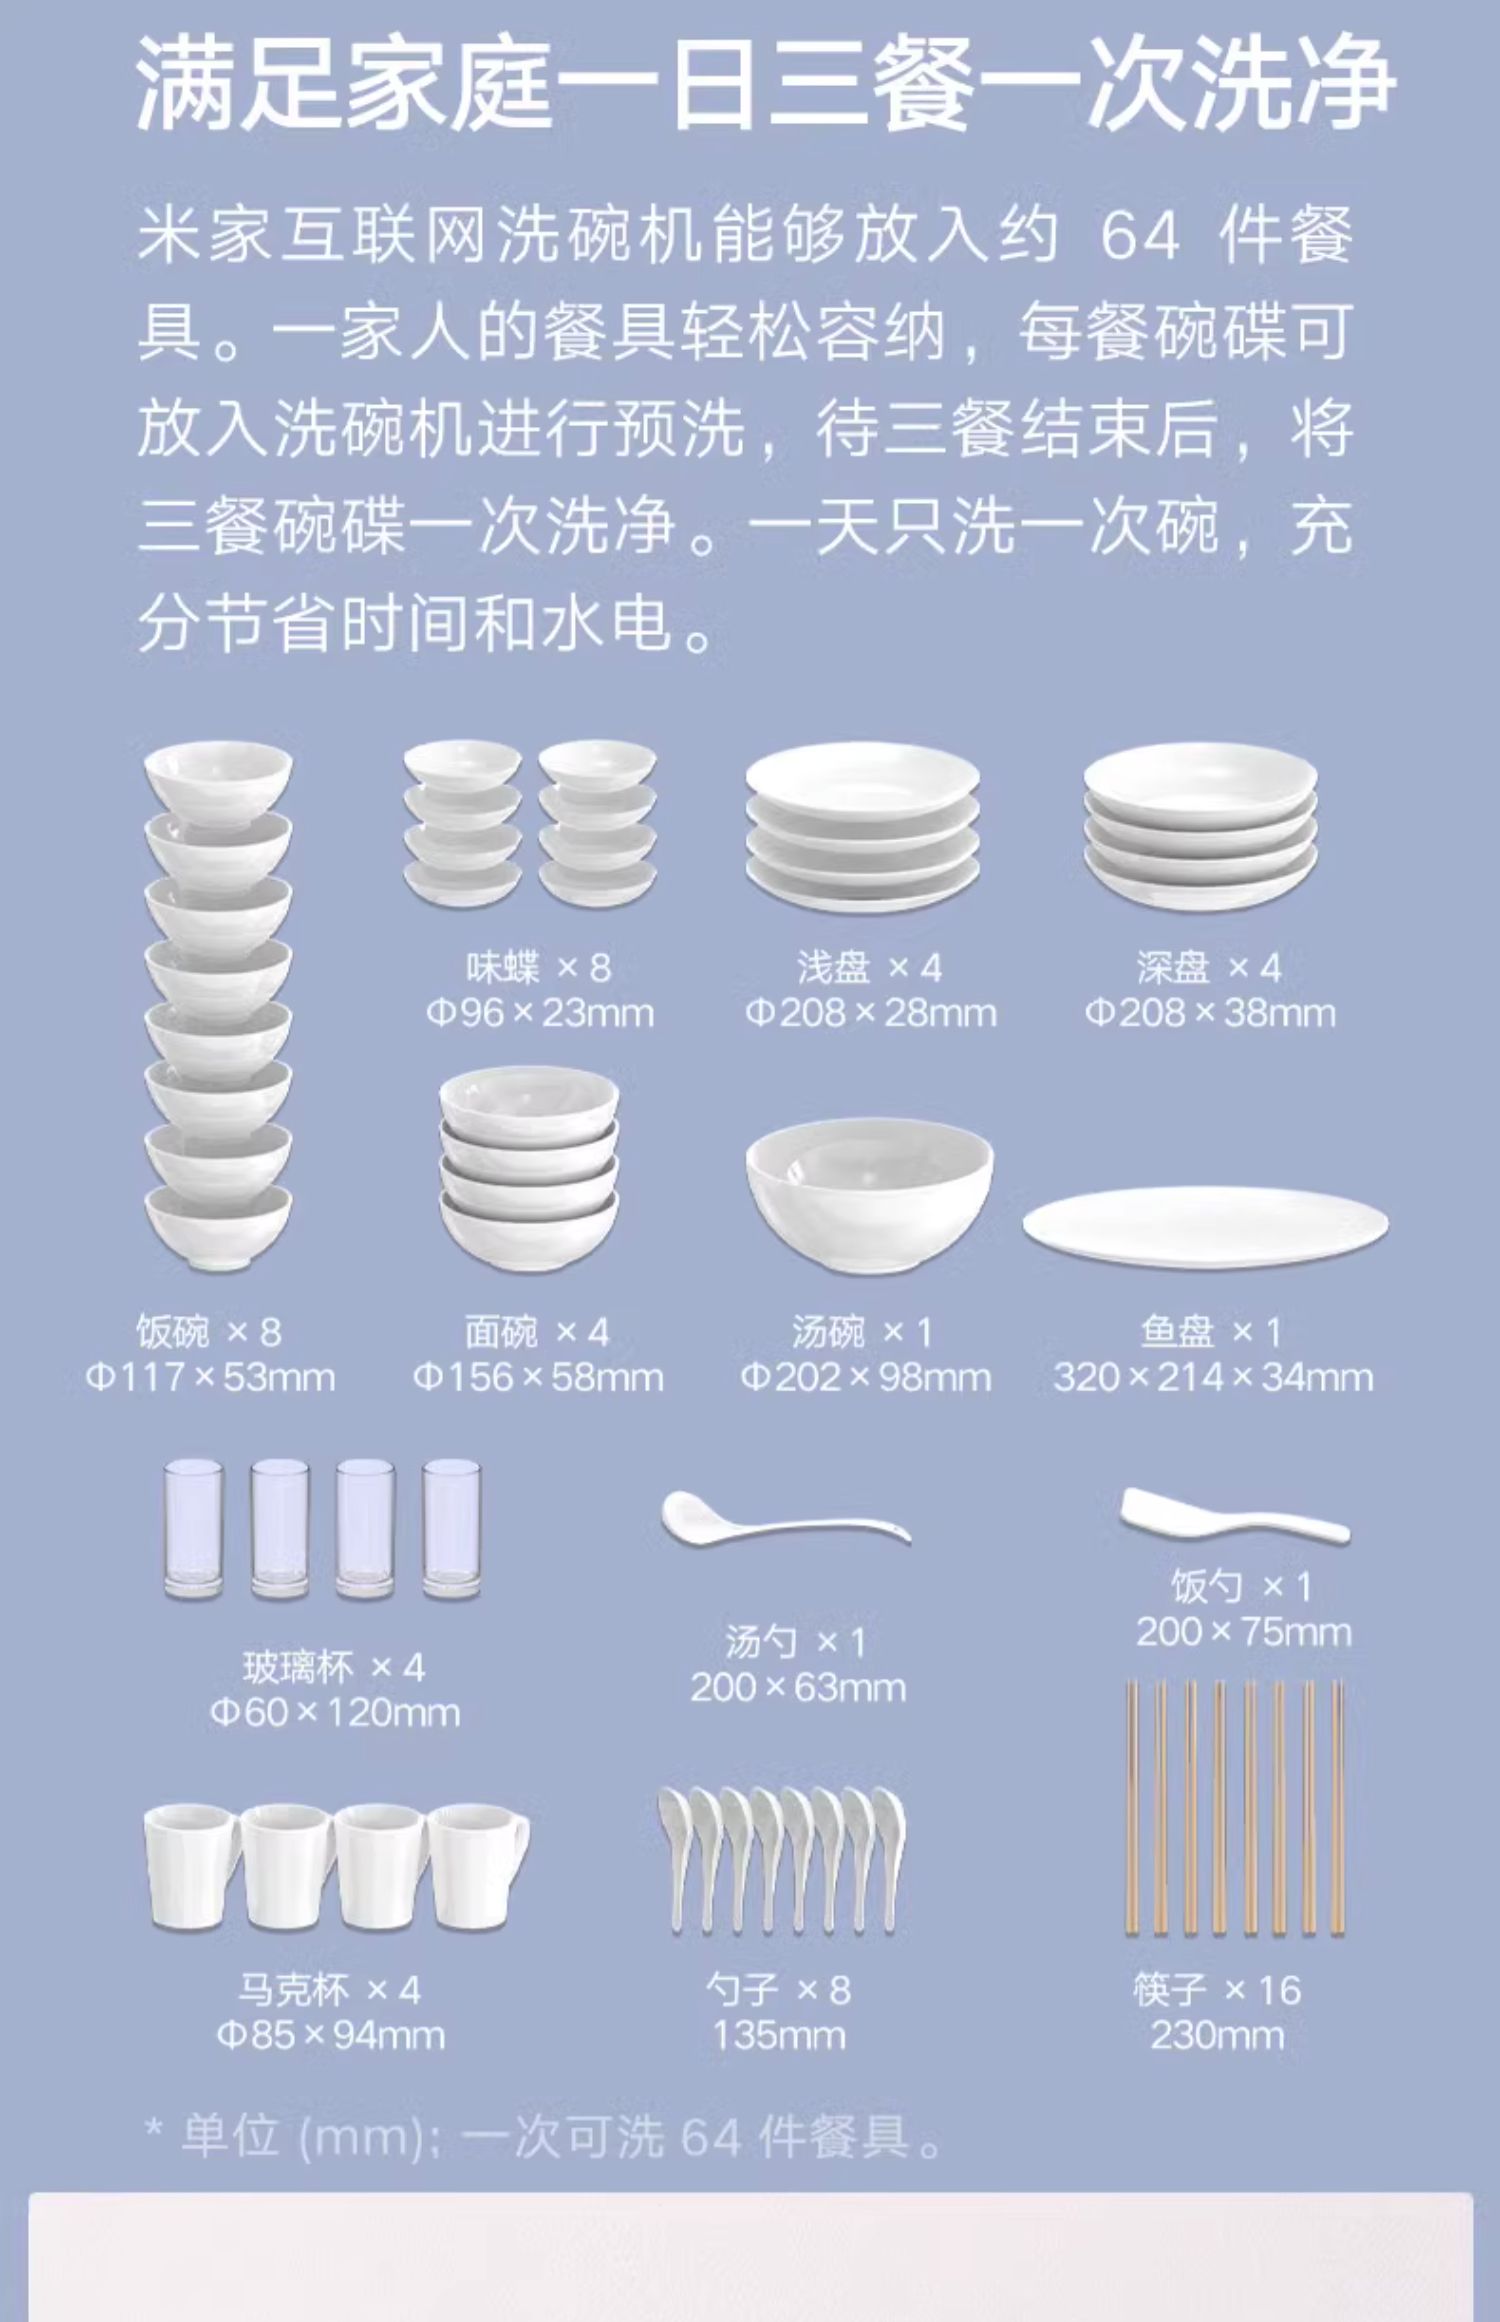 满足家庭一日三餐一次洗净
米家互联网洗碗机能够放入约 64 件餐
具。一家人的餐具轻松容纳，每餐碗碟可
放入洗碗机进行预洗，待三餐结束后，将
三餐碗碟一次洗净。一天只洗一次碗，充
分节省时间和水电。
味蝶 × 8
Φ96 × 23mm
浅盘 × 4
Φ208 × 28mm
深盘 × 4
Φ208 × 38mm
饭碗 × 8
Φ117 × 53mm
面碗 × 4
Φ156 × 58mm
汤碗 × 1
Φ202 × 98mm
鱼盘 × 1
320 × 214 × 34mm
玻璃杯 × 4
Φ60 × 120mm
汤勺 × 1
200 × 63mm
饭勺 × 1
200 × 75mm
马克杯 × 4
Φ85 × 94mm
勺子 × 8
135mm
筷子 × 16
230mm
* 单位 (mm); 一次可洗 64 件餐具。